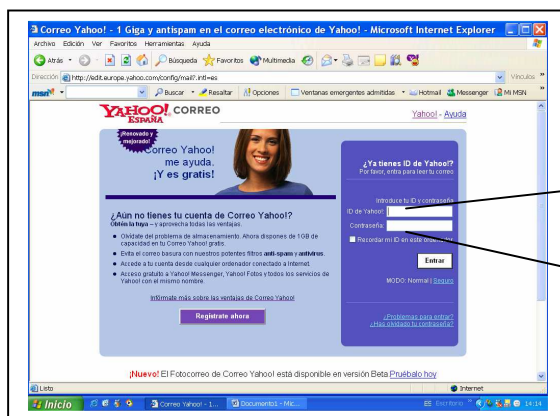 Correo Yahoo! - 1 Giga y antispam en el correo electrónico de Yahoo! - Microsoft Internet Explorer
Archivo Edición Ver Favoritos Herramientas Ayuda
Atrás Búsqueda Favoritos Multimedia
Dirección http://edit.europe.yahoo.com/config/mail?.intl=es Vínculos
msn Buscar Resaltar Opciones Ventanas emergentes admitidas Hotmail Messenger Mi MSN
YAHOO! CORREO
ESPAÑA
Yahoo! - Ayuda
¡Renovado y
mejorado!
Correo Yahoo!
me ayuda.
¡Y es gratis!
¿Aún no tienes tu cuenta de Correo Yahoo!?
Obtén la tuya – y aprovecha todas las ventajas.
Olvídate del problema de almacenamiento. Ahora dispones de 1GB de
capacidad en tu Correo Yahoo! gratis.
Evita el correo basura con nuestros potentes filtros anti-spam y antivirus.
Accede a tu cuenta desde cualquier ordenador conectado a Internet.
Acceso gratuito a Yahoo! Messenger, Yahoo! Fotos y todos los servicios de
Yahoo! con el mismo nombre.
Infórmate más sobre las ventajas de Correo Yahoo!
Regístrate ahora
¿Ya tienes ID de Yahoo!?
Por favor, entra para leer tu correo
Introduce tu ID y contraseña
ID de Yahoo!:
Contraseña:
Recordar mi ID en este ordenador
Entrar
MODO: Normal | Seguro
¿Problemas para entrar?
¿Has olvidado tu contraseña?
¡Nuevo! El Fotocorreo de Correo Yahoo! está disponible en versión Beta. Pruébalo hoy
Listo Internet
Inicio Correo Yahoo! - 1... Documento1 - Mic... ES Escritorio 14:14